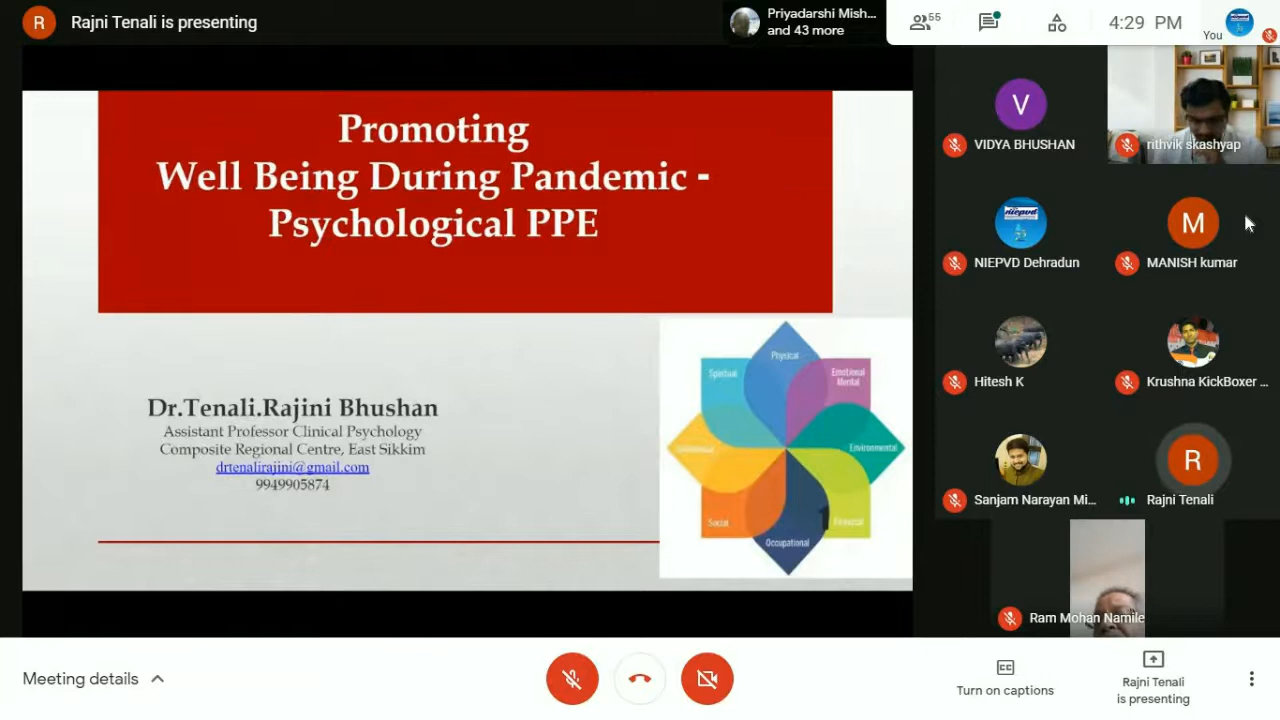 R
Rajni Tenali is presenting
Priyadarshi Mish...
and 43 more
55
4:29 PM
You
Promoting
Well Being During Pandemic -
Psychological PPE
Dr.Tenali.Rajini Bhushan
Assistant Professor Clinical Psychology
Composite Regional Centre, East Sikkim
drtenalirajini@gmail.com
9949905874
Physical
Spiritual
Emotional
Mental
Environmental
Social
Financial
Occupational
V
VIDYA BHUSHAN
rithvik skashyap
niepvd
NIEPVD Dehradun
M
MANISH kumar
Hitesh K
Krushna KickBoxer ...
Sanjam Narayan Mi...
R
Rajni Tenali
Ram Mohan Namile
Meeting details
CC
Turn on captions
Rajni Tenali
is presenting